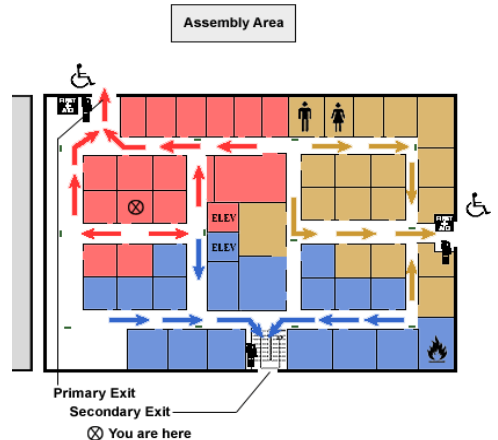 Assembly Area
FIRST
AID
ELEV
FIRST
AID
ELEV
Primary Exit
Secondary Exit
You are here